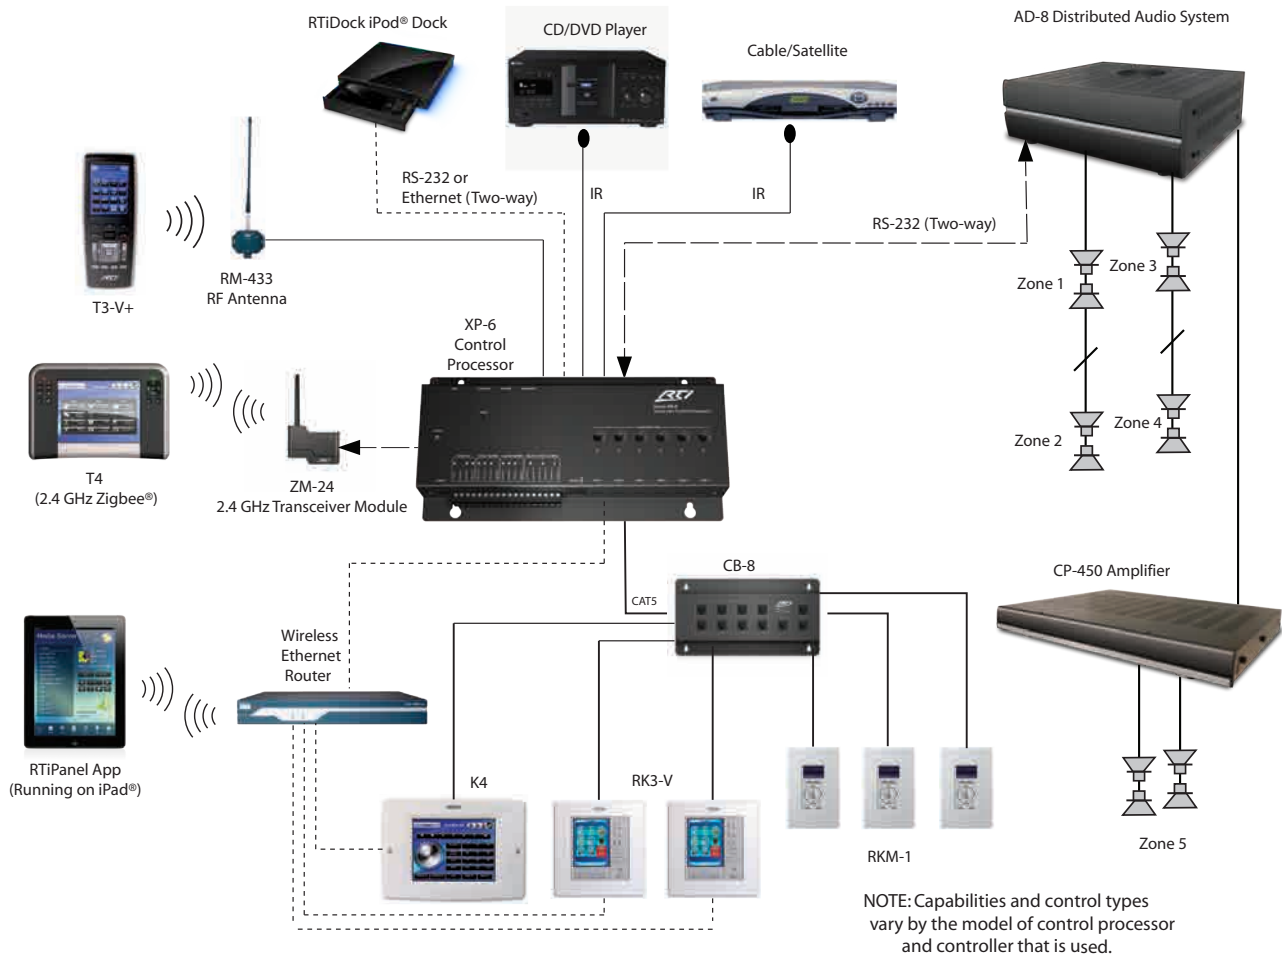 RTiDock iPod® Dock
CD/DVD Player
Cable/Satellite
AD-8 Distributed Audio System
RS-232 or
Ethernet (Two-way)
IR
IR
RS-232 (Two-way)
T3-V+
RM-433
RF Antenna
Zone 1
Zone 3
XP-6
Control
Processor
RTI
Zone 2
Zone 4
T4
(2.4 GHz Zigbee®)
ZM-24
2.4 GHz Transceiver Module
CB-8
CAT5
CP-450 Amplifier
Wireless
Ethernet
Router
RTiPanel App
(Running on iPad®)
K4
RK3-V
RKM-1
Zone 5
NOTE: Capabilities and control types
vary by the model of control processor
and controller that is used.